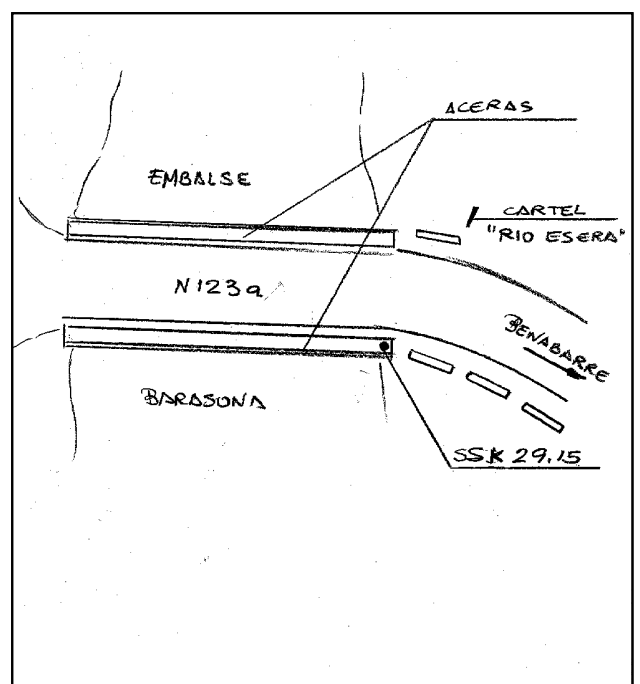 ACERAS
EMBALSE
CARTEL
"RIO ESERA"
N123a
BENABARRE
BARASONA
SSK 29.15